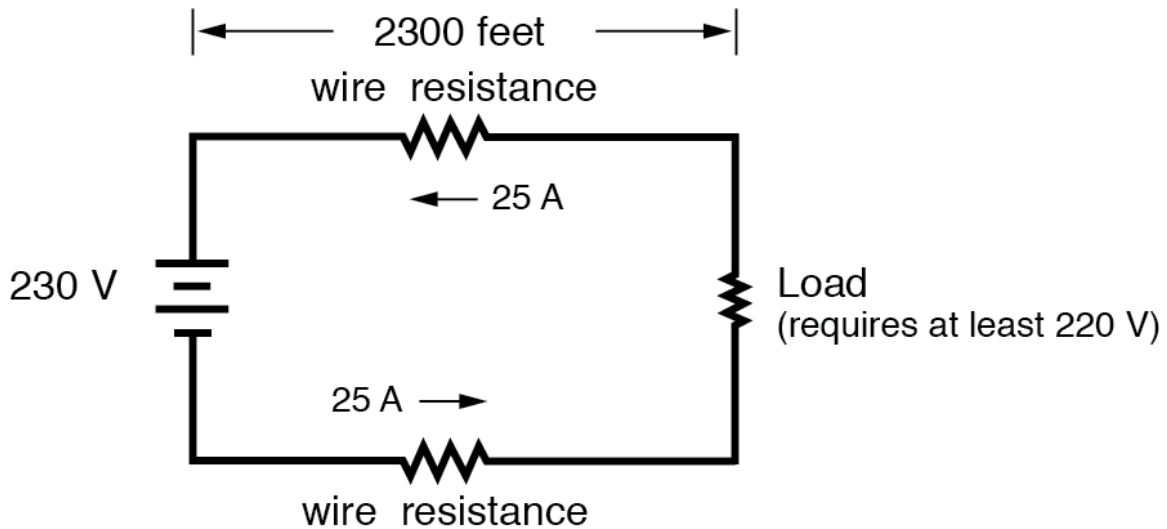 2300 feet
wire resistance
25 A
230 V
Load
(requires at least 220 V)
25 A
wire resistance